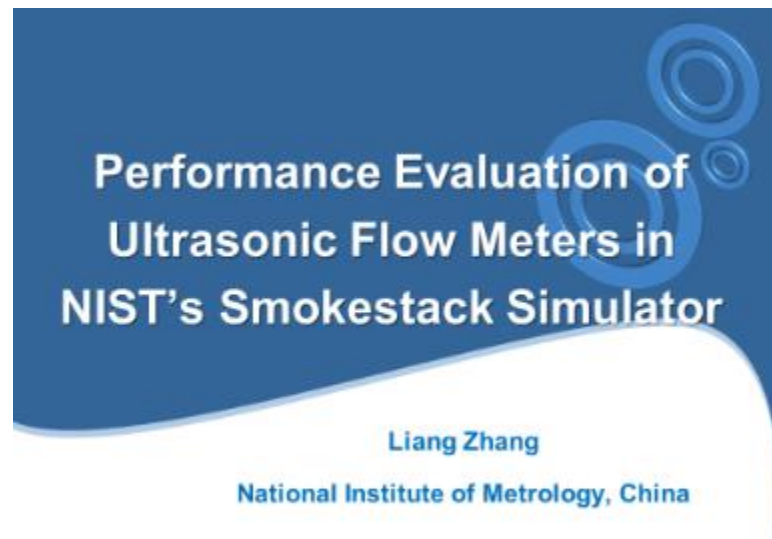 Performance Evaluation of
Ultrasonic Flow Meters in
NIST's Smokestack Simulator
Liang Zhang
National Institute of Metrology, China